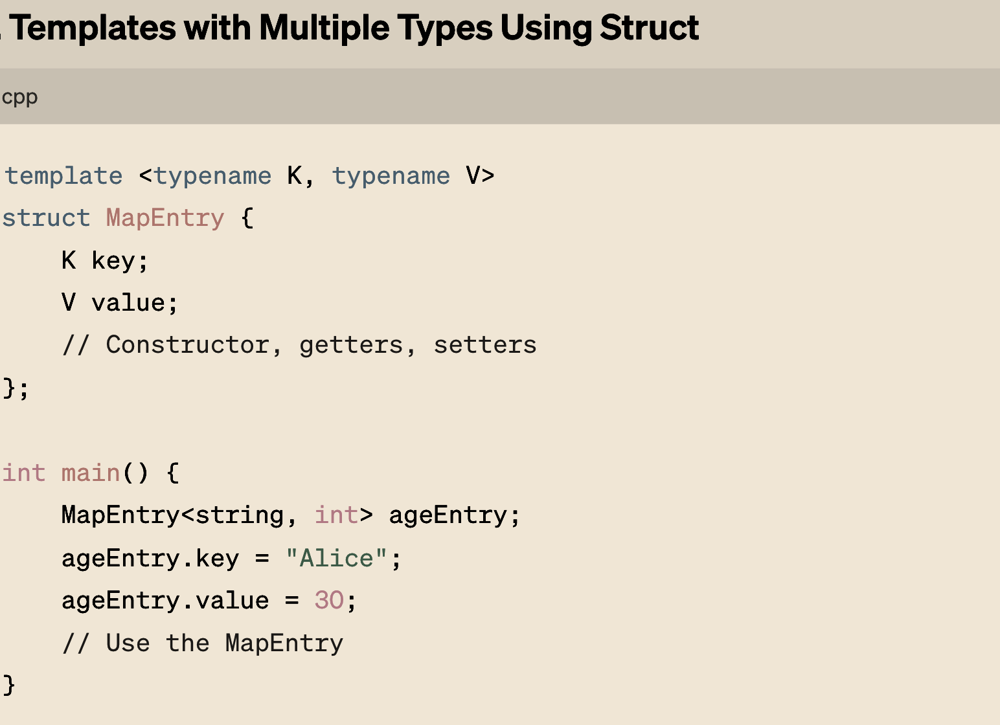 . Templates with Multiple Types Using Struct
cpp
template <typename K, typename V>
struct MapEntry {
    K key;
    V value;
    // Constructor, getters, setters
};
int main() {
    MapEntry<string, int> ageEntry;
    ageEntry.key = "Alice";
    ageEntry.value = 30;
    // Use the MapEntry
}